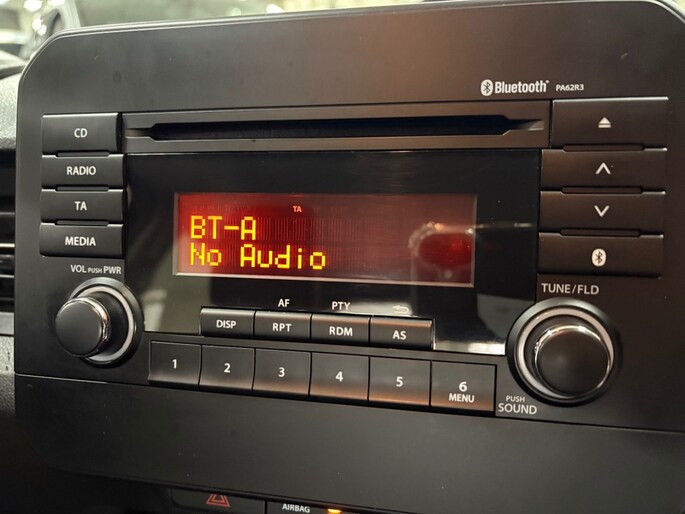 Bluetooth® PA62R3
CD
RADIO
TA
MEDIA
TA
BT-A
No Audio
VOL PUSH PWR
TUNE/FLD
AF PTY
DISP RPT RDM AS
1 2 3 4 5 6
MENU
PUSH
SOUND
AIRBAG